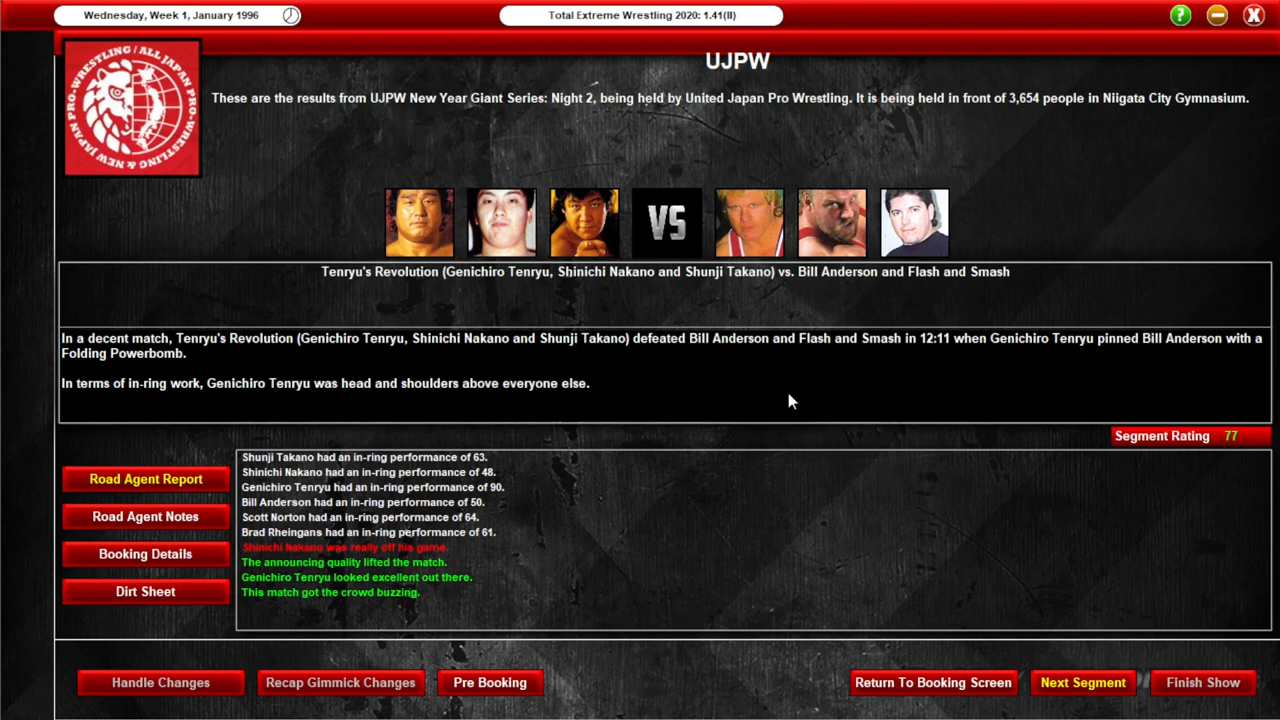 Wednesday, Week 1, January 1996
Total Extreme Wrestling 2020: 1.41(II)
?
X
UJPW
PRO-WRESTLING / ALL JAPAN PRO-WRESTLING & NEW JAPAN
These are the results from UJPW New Year Giant Series: Night 2, being held by United Japan Pro Wrestling. It is being held in front of 3,654 people in Niigata City Gymnasium.
VS
Tenryu's Revolution (Genichiro Tenryu, Shinichi Nakano and Shunji Takano) vs. Bill Anderson and Flash and Smash
In a decent match, Tenryu's Revolution (Genichiro Tenryu, Shinichi Nakano and Shunji Takano) defeated Bill Anderson and Flash and Smash in 12:11 when Genichiro Tenryu pinned Bill Anderson with a
Folding Powerbomb.
In terms of in-ring work, Genichiro Tenryu was head and shoulders above everyone else.
Segment Rating 77
Road Agent Report
Road Agent Notes
Booking Details
Dirt Sheet
Shunji Takano had an in-ring performance of 63.
Shinichi Nakano had an in-ring performance of 48.
Genichiro Tenryu had an in-ring performance of 90.
Bill Anderson had an in-ring performance of 50.
Scott Norton had an in-ring performance of 64.
Brad Rheingans had an in-ring performance of 61.
Shinichi Nakano was really off his game.
The announcing quality lifted the match.
Genichiro Tenryu looked excellent out there.
This match got the crowd buzzing.
Handle Changes
Recap Gimmick Changes
Pre Booking
Return To Booking Screen
Next Segment
Finish Show